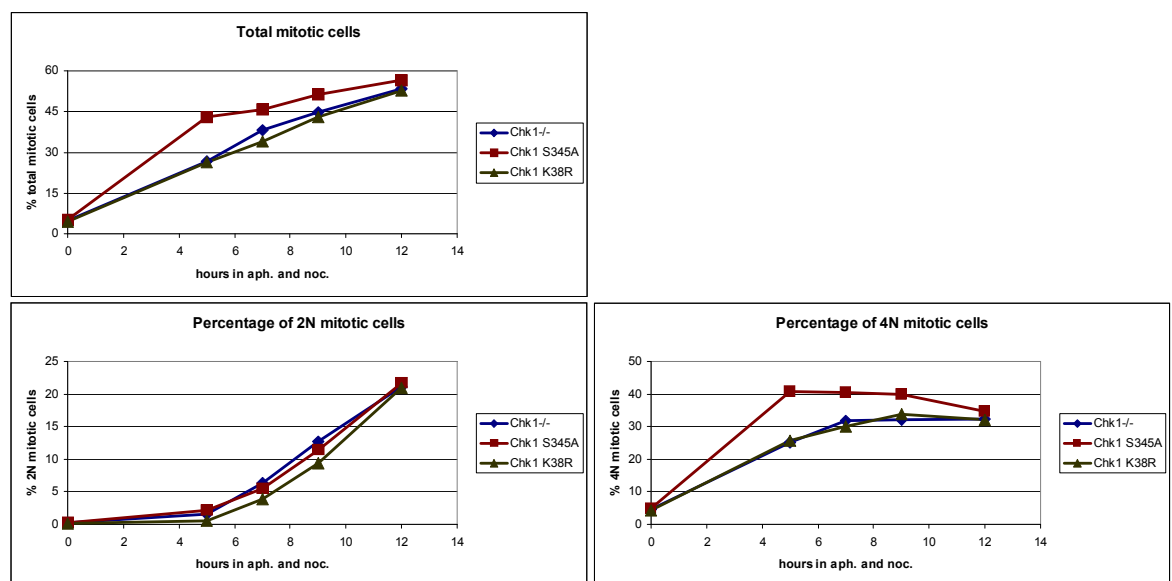 Total mitotic cells
% total mitotic cells
60
45
30
15
0
0 2 4 6 8 10 12 14
hours in aph. and noc.
Chk1-/-
Chk1 S345A
Chk1 K38R
Percentage of 2N mitotic cells
% 2N mitotic cells
25
20
15
10
5
0
0 2 4 6 8 10 12 14
hours in aph. and noc.
Chk1-/-
Chk1 S345A
Chk1 K38R
Percentage of 4N mitotic cells
% 4N mitotic cells
50
40
30
20
10
0
0 2 4 6 8 10 12 14
hours in aph. and noc.
Chk1-/-
Chk1 S345A
Chk1 K38R